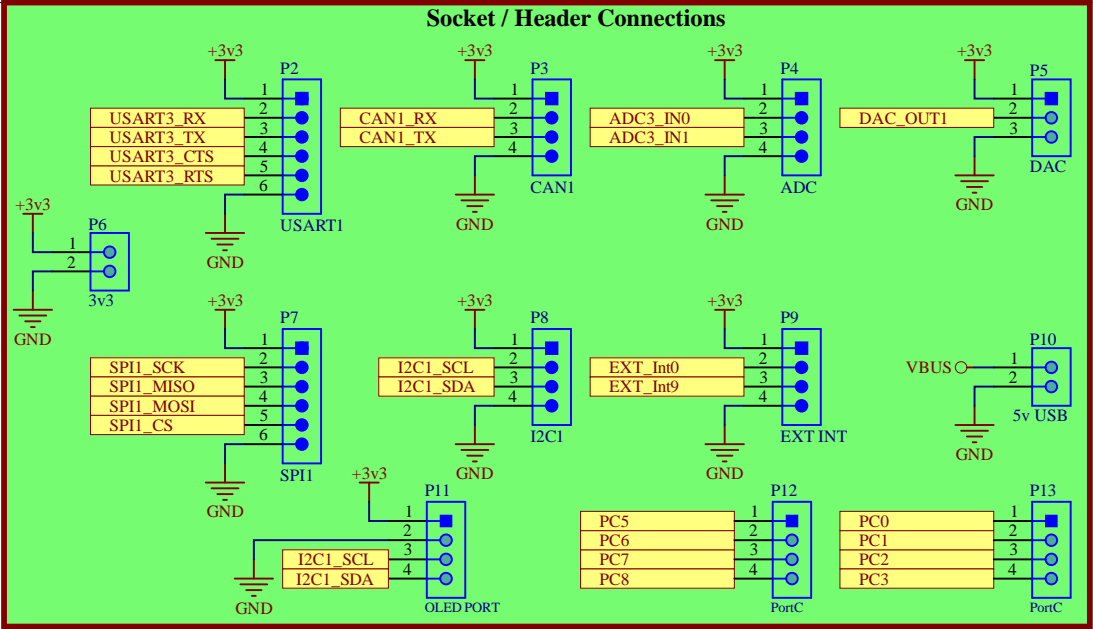 Socket / Header Connections
+3v3
P2
1
USART3_RX
2
USART3_TX
3
USART3_CTS
4
USART3_RTS
5
6
USART1
GND
+3v3
P3
1
CAN1_RX
2
CAN1_TX
3
4
CAN1
GND
+3v3
P4
1
ADC3_IN0
2
ADC3_IN1
3
4
ADC
GND
+3v3
P5
1
DAC_OUT1
2
3
DAC
GND
+3v3
P6
1
2
3v3
GND
+3v3
P7
1
SPI1_SCK
2
SPI1_MISO
3
SPI1_MOSI
4
SPI1_CS
5
6
SPI1
GND
+3v3
P8
1
I2C1_SCL
2
I2C1_SDA
3
4
I2C1
GND
+3v3
P9
1
EXT_Int0
2
EXT_Int9
3
4
EXT INT
GND
P10
VBUS
1
2
5v USB
GND
+3v3
P11
1
2
I2C1_SCL
3
I2C1_SDA
4
OLED PORT
GND
P12
PC5
1
PC6
2
PC7
3
PC8
4
PortC
P13
PC0
1
PC1
2
PC2
3
PC3
4
PortC